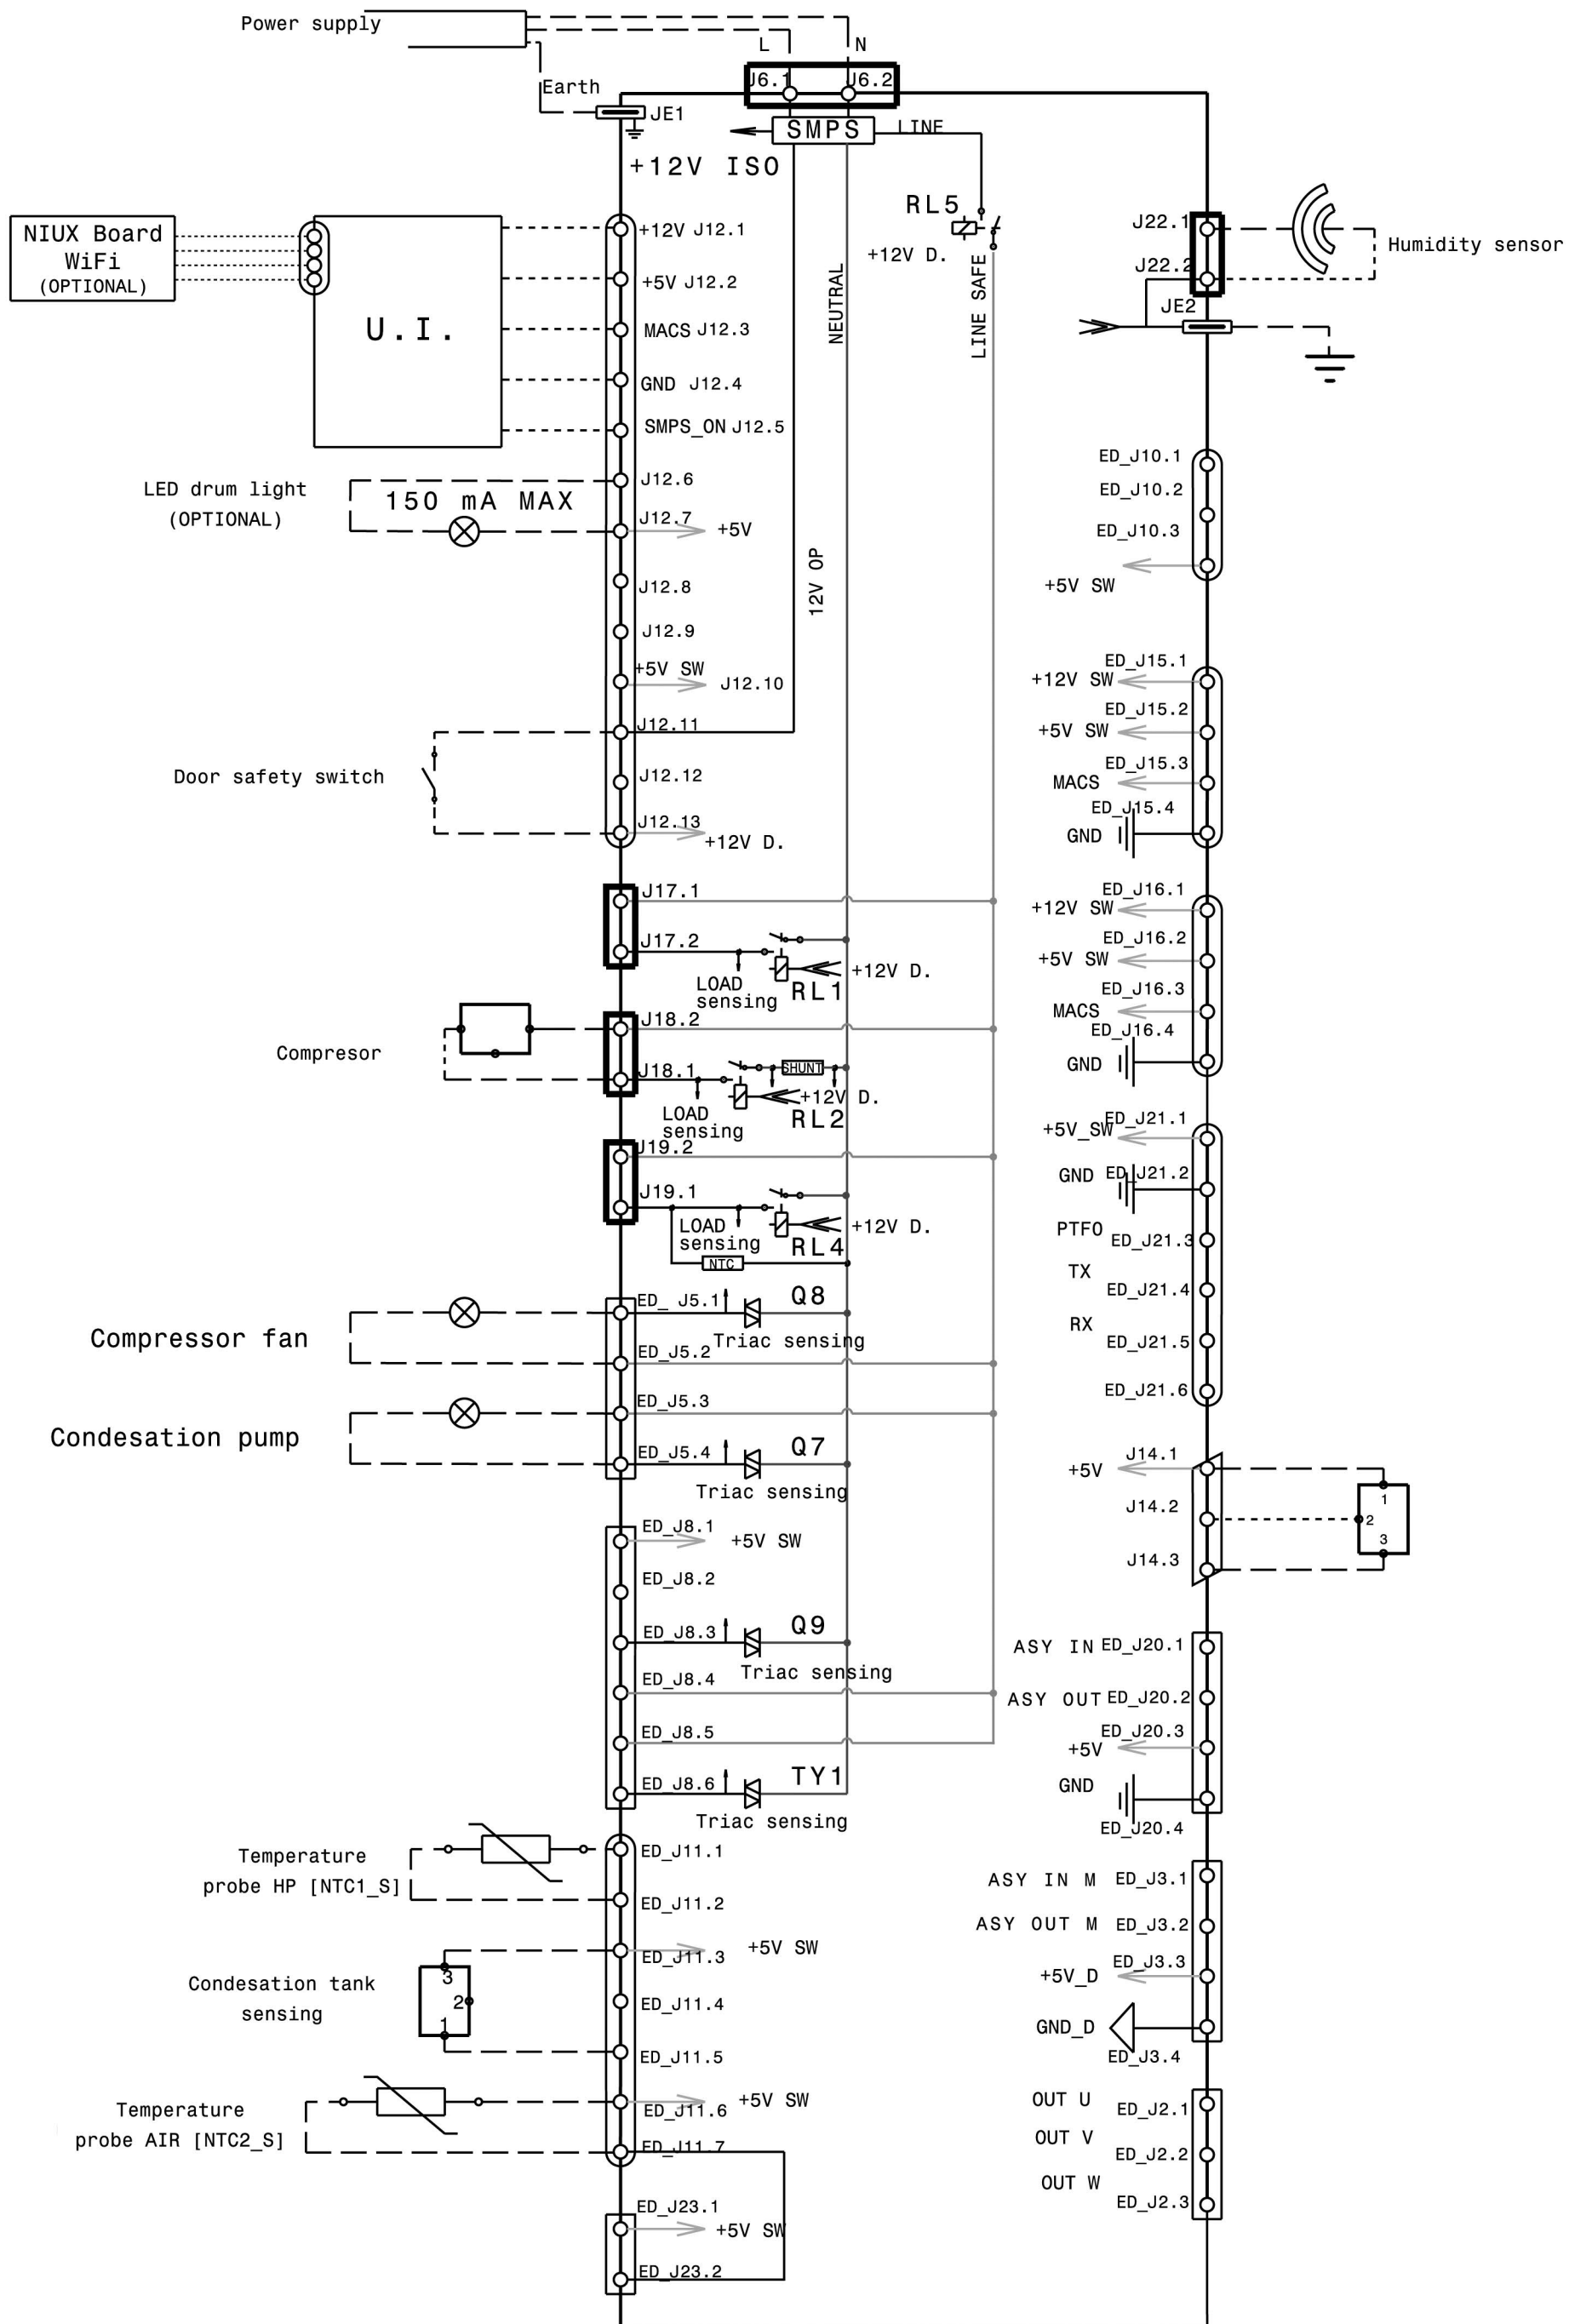 Power supply
L
N
J6.1
J6.2
Earth
JE1
SMPS
LINE
+12V ISO
RL5
+12V D.
NEUTRAL
LINE SAFE
12V OP
NIUX Board
WiFi
(OPTIONAL)
U.I.
+12V J12.1
+5V J12.2
MACS J12.3
GND J12.4
SMPS_ON J12.5
J12.6
LED drum light
(OPTIONAL)
150 mA MAX
J12.7
+5V
J12.8
J12.9
+5V SW
J12.10
J12.11
Door safety switch
J12.12
J12.13
+12V D.
J17.1
J17.2
LOAD
sensing
RL1
+12V D.
Compresor
J18.2
J18.1
SHUNT
LOAD
sensing
RL2
+12V D.
J19.2
J19.1
LOAD
sensing
RL4
+12V D.
NTC
Compressor fan
ED_ J5.1
Q8
Triac sensing
ED_J5.2
Condesation pump
ED_J5.3
ED_J5.4
Q7
Triac sensing
ED_J8.1
+5V SW
ED_J8.2
ED_J8.3
Q9
Triac sensing
ED_J8.4
ED_J8.5
ED_J8.6
TY1
Triac sensing
Temperature
probe HP [NTC1_S]
ED_J11.1
ED_J11.2
Condesation tank
sensing
3
2
1
ED_J11.3
+5V SW
ED_J11.4
ED_J11.5
Temperature
probe AIR [NTC2_S]
ED_J11.6
+5V SW
ED_J11.7
ED_J23.1
+5V SW
ED_J23.2
J22.1
J22.2
Humidity sensor
JE2
ED_J10.1
ED_J10.2
ED_J10.3
+5V SW
ED_J15.1
+12V SW
ED_J15.2
+5V SW
ED_J15.3
MACS
ED_J15.4
GND
ED_J16.1
+12V SW
ED_J16.2
+5V SW
ED_J16.3
MACS
ED_J16.4
GND
ED_J21.1
+5V_SW
GND ED_J21.2
PTFO
ED_J21.3
TX
ED_J21.4
RX
ED_J21.5
ED_J21.6
J14.1
+5V
J14.2
J14.3
1
2
3
ASY IN ED_J20.1
ASY OUT ED_J20.2
ED_J20.3
+5V
GND
ED_J20.4
ASY IN M ED_J3.1
ASY OUT M ED_J3.2
ED_J3.3
+5V_D
GND_D
ED_J3.4
OUT U
ED_J2.1
OUT V
ED_J2.2
OUT W
ED_J2.3